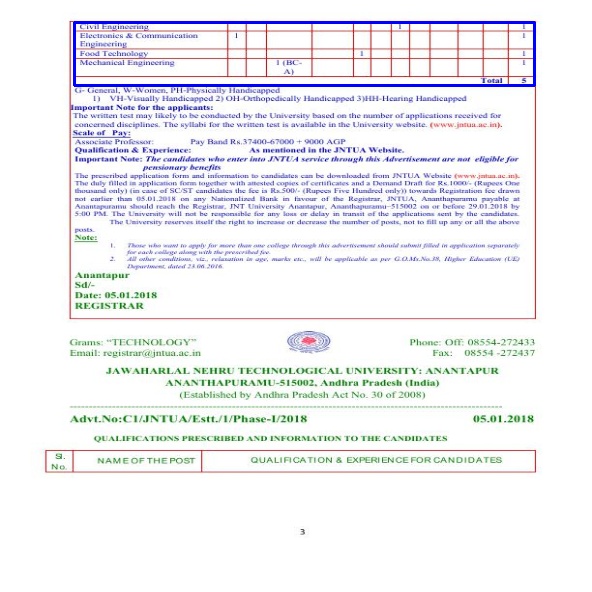 Civil Engineering 1 1
Electronics & Communication 1 1
Engineering
Food Technology 1 1
Mechanical Engineering 1 (BC- 1
A)
Total 5
G- General, W-Women, PH-Physically Handicapped
1) VH-Visually Handicapped 2) OH-Orthopedically Handicapped 3)HH-Hearing Handicapped
Important Note for the applicants:
The written test may likely to be conducted by the University based on the number of applications received for
concerned disciplines. The syllabi for the written test is available in the University website. (www.jntua.ac.in).
Scale of Pay:
Associate Professor: Pay Band Rs.37400-67000 + 9000 AGP
Qualification & Experience: As mentioned in the JNTUA Website.
Important Note: The candidates who enter into JNTUA service through this Advertisement are not eligible for
pensionary benefits
The prescribed application form and information to candidates can be downloaded from JNTUA Website (www.jntua.ac.in).
The duly filled in application form together with attested copies of certificates and a Demand Draft for Rs.1000/- (Rupees One
thousand only) (in case of SC/ST candidates the fee is Rs.500/- (Rupees Five Hundred only)) towards Registration fee drawn
not earlier than 05.01.2018 on any Nationalized Bank in favour of the Registrar, JNTUA, Ananthapuramu payable at
Anantapuramu should reach the Registrar, JNT University Anantapur, Ananthapuramu-515002 on or before 29.01.2018 by
5:00 PM. The University will not be responsible for any loss or delay in transit of the applications sent by the candidates.
The University reserves itself the right to increase or decrease the number of posts, not to fill up any or all the above
posts.
Note:
1. Those who want to apply for more than one college through this advertisement should submit filled in application separately
for each college along with the prescribed fee.
2. All other conditions, viz., relaxation in age, marks etc., will be applicable as per G.O.Ms.No.38, Higher Education (UE)
Department, dated 23.06.2016.
Anantapur
Sd/-
Date: 05.01.2018
REGISTRAR
Grams: "TECHNOLOGY" Phone: Off: 08554-272433
Email: registrar@jntua.ac.in Fax: 08554 -272437
JAWAHARLAL NEHRU TECHNOLOGICAL UNIVERSITY: ANANTAPUR
ANANTHAPURAMU-515002, Andhra Pradesh (India)
(Established by Andhra Pradesh Act No. 30 of 2008)
Advt.No:C1/JNTUA/Estt./1/Phase-I/2018 05.01.2018
QUALIFICATIONS PRESCRIBED AND INFORMATION TO THE CANDIDATES
Sl. NAME OF THE POST QUALIFICATION & EXPERIENCE FOR CANDIDATES
No.
3